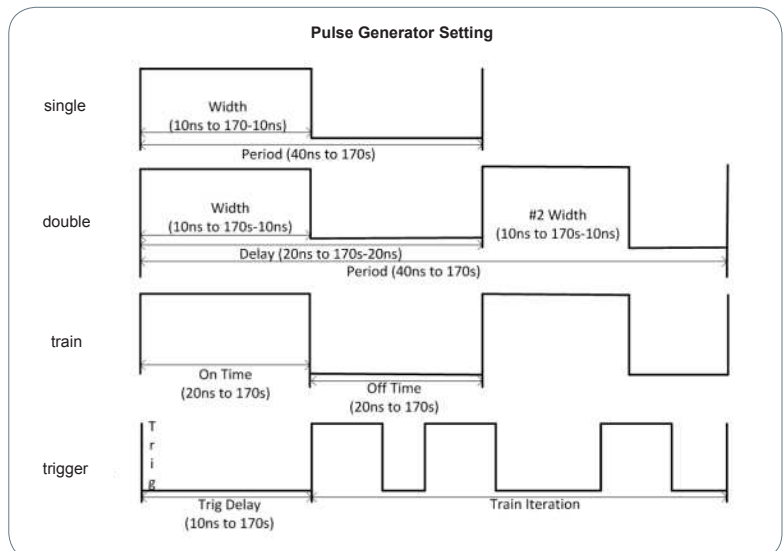 Pulse Generator Setting
single
Width
(10ns to 170-10ns)
Period (40ns to 170s)
double
Width
(10ns to 170s-10ns)
#2 Width
(10ns to 170s-10ns)
Delay (20ns to 170s-20ns)
Period (40ns to 170s)
train
On Time
(20ns to 170s)
Off Time
(20ns to 170s)
trigger
Trig
Trig Delay
(10ns to 170s)
Train Iteration